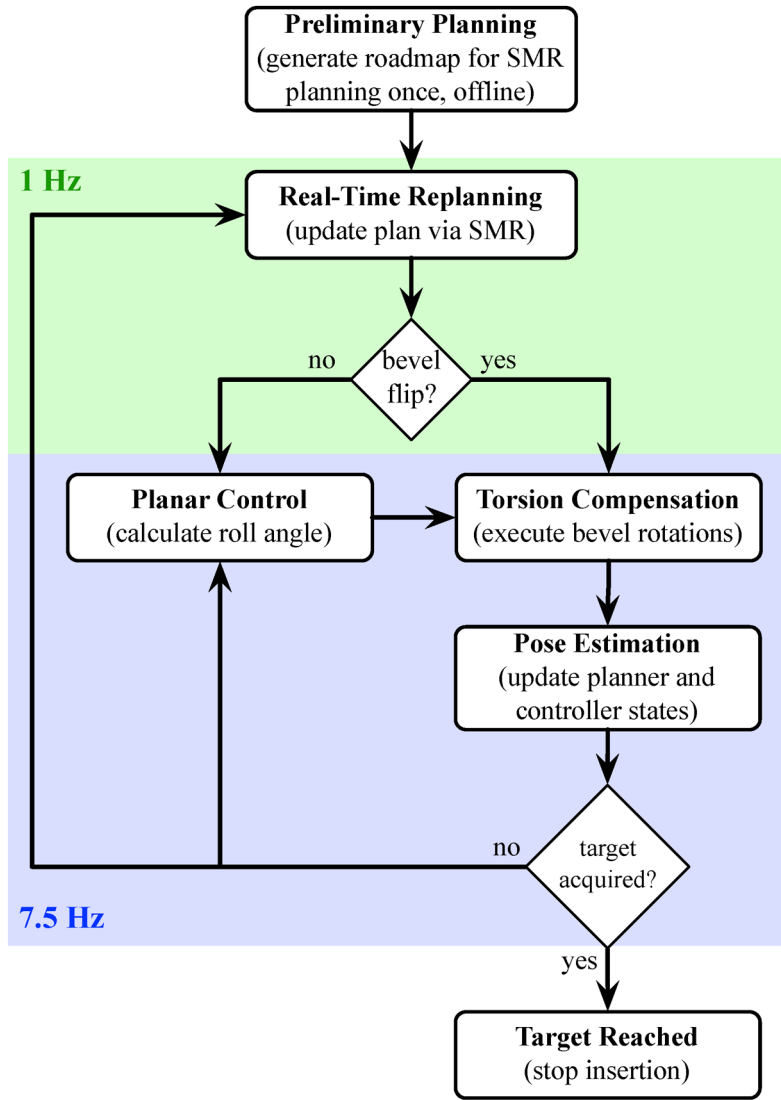 Preliminary Planning
(generate roadmap for SMR
planning once, offline)
1 Hz
Real-Time Replanning
(update plan via SMR)
no
bevel
flip?
yes
Planar Control
(calculate roll angle)
Torsion Compensation
(execute bevel rotations)
Pose Estimation
(update planner and
controller states)
no
target
acquired?
7.5 Hz
yes
Target Reached
(stop insertion)